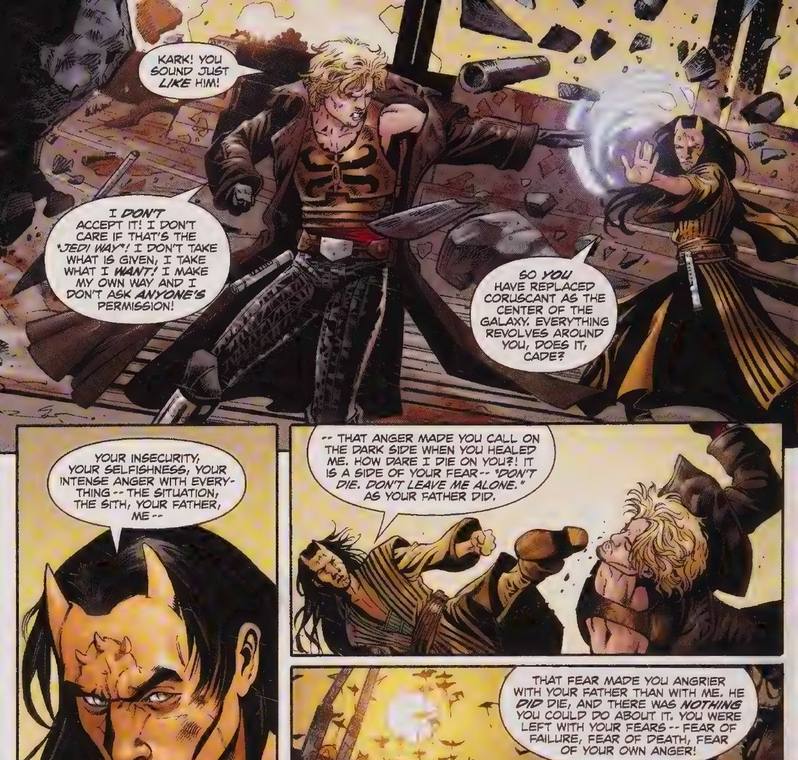 KARK! YOU
SOUND JUST
LIKE HIM!
I DON'T
ACCEPT IT! I DON'T
CARE IF THAT'S THE
"JEDI WAY"! I DON'T TAKE
WHAT IS GIVEN, I TAKE
WHAT I WANT! I MAKE
MY OWN WAY AND I
DON'T ASK ANYONE'S
PERMISSION!
SO YOU
HAVE REPLACED
CORUSCANT AS THE
CENTER OF THE
GALAXY. EVERYTHING
REVOLVES AROUND
YOU, DOES IT,
CADE?
YOUR INSECURITY,
YOUR SELFISHNESS, YOUR
INTENSE ANGER WITH EVERY-
THING -- THE SITUATION,
THE SITH, YOUR FATHER,
ME --
-- THAT ANGER MADE YOU CALL ON
THE DARK SIDE WHEN YOU HEALED
ME. HOW DARE I DIE ON YOU?! IT
IS A SIDE OF YOUR FEAR -- "DON'T
DIE. DON'T LEAVE ME ALONE."
AS YOUR FATHER DID.
THAT FEAR MADE YOU ANGRIER
WITH YOUR FATHER THAN WITH ME. HE
DID DIE, AND THERE WAS NOTHING
YOU COULD DO ABOUT IT. YOU WERE
LEFT WITH YOUR FEARS -- FEAR OF
FAILURE, FEAR OF DEATH, FEAR
OF YOUR OWN ANGER!